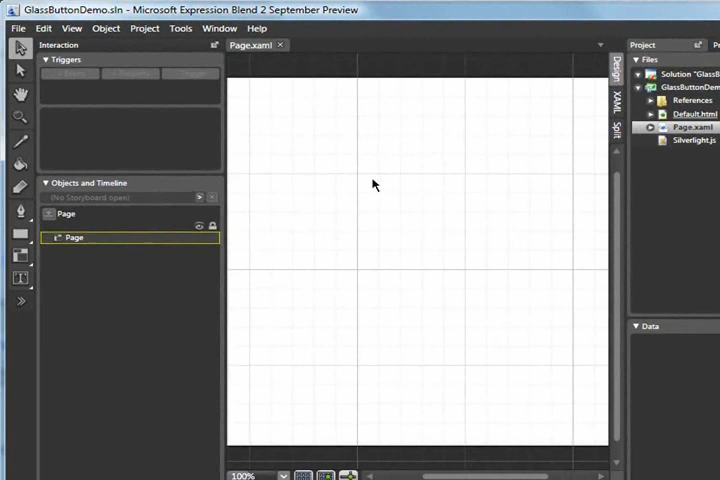 GlassButtonDemo.sln - Microsoft Expression Blend 2 September Preview
File Edit View Object Project Tools Window Help
Interaction
Triggers
Objects and Timeline
(No Storyboard open)
Page
Page
Page.xaml
100%
Design
XAML
Split
Project
Files
Solution "GlassB
GlassButtonDem
References
Default.html
Page.xaml
Silverlight.js
Data